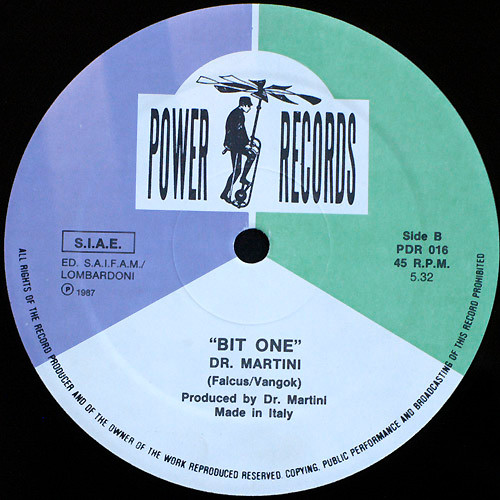 POWER RECORDS
S.I.A.E.
ED. S.A.I.F.A.M./
LOMBARDONI
Ⓟ 1987
Side B
PDR 016
45 R.P.M.
5.32
"BIT ONE"
DR. MARTINI
(Falcus/Vangok)
Produced by Dr. Martini
Made in Italy
ALL RIGHTS OF THE RECORD PRODUCER AND OF THE OWNER OF THE WORK REPRODUCED RESERVED. COPYING, PUBLIC PERFORMANCE AND BROADCASTING OF THIS RECORD PROHIBITED